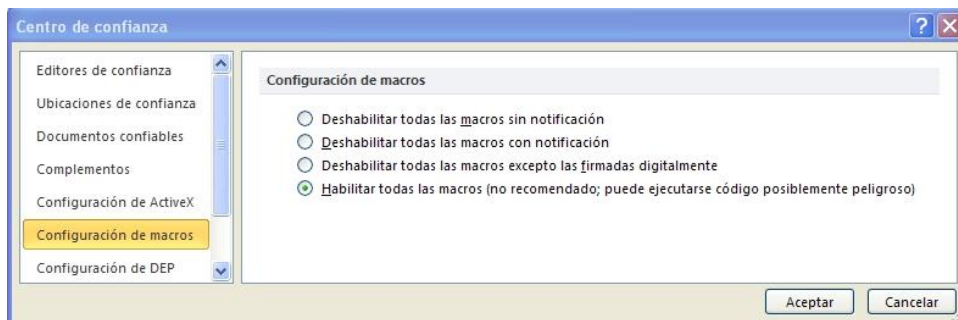 Centro de confianza
Editores de confianza
Ubicaciones de confianza
Documentos confiables
Complementos
Configuración de ActiveX
Configuración de macros
Configuración de DEP
Configuración de macros
Deshabilitar todas las macros sin notificación
Deshabilitar todas las macros con notificación
Deshabilitar todas las macros excepto las firmadas digitalmente
Habilitar todas las macros (no recomendado; puede ejecutarse código posiblemente peligroso)
Aceptar Cancelar